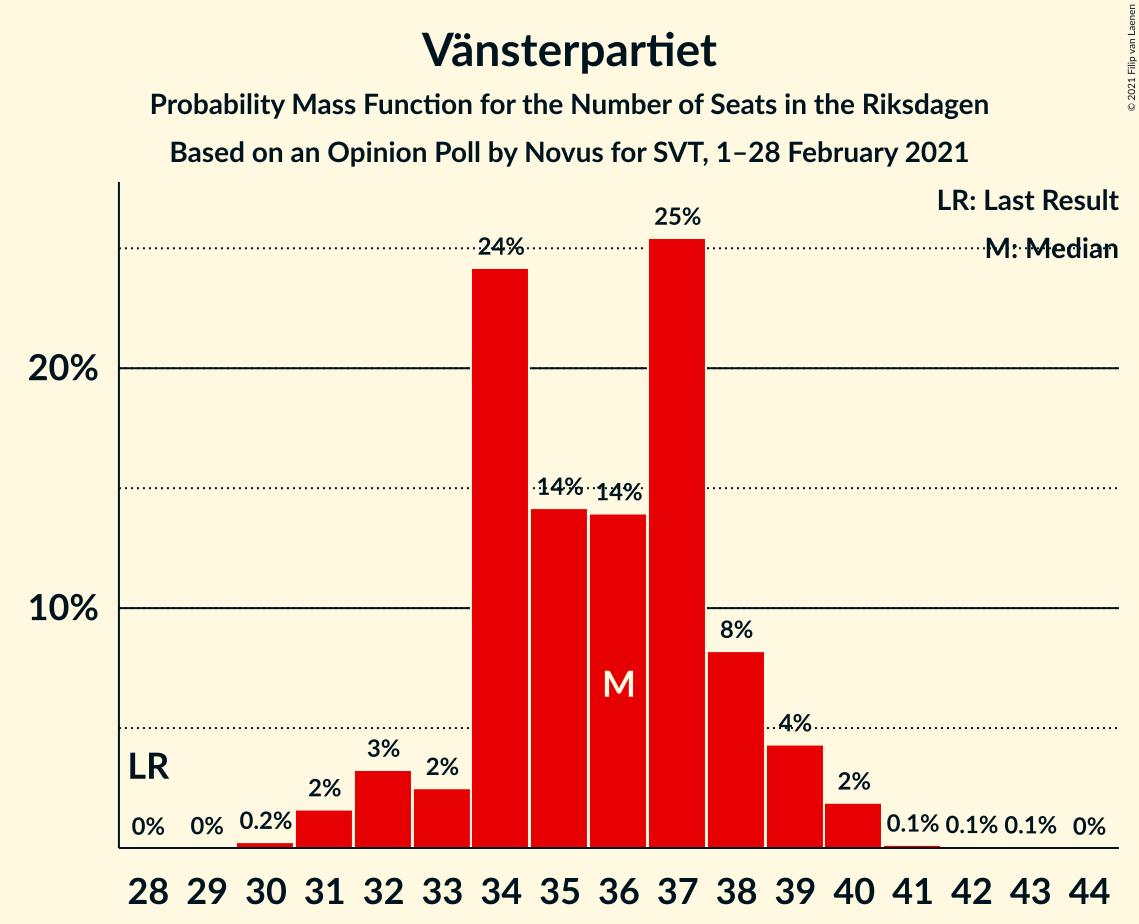 Vänsterpartiet
Probability Mass Function for the Number of Seats in the Riksdagen
Based on an Opinion Poll by Novus for SVT, 1–28 February 2021
© 2021 Filip van Laenen
LR: Last Result
M: Median
25%
24%
20%
14% 14%
10%
8%
M
4%
LR
3%
2%
2%
2%
0% 0% 0.2% 0.1% 0.1% 0.1% 0%
28 29 30 31 32 33 34 35 36 37 38 39 40 41 42 43 44